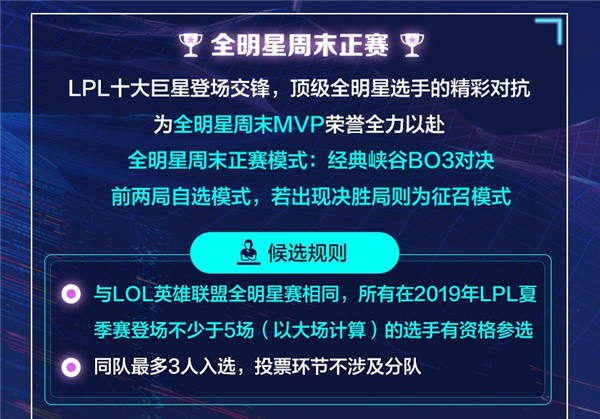 全明星周末正赛
LPL十大巨星登场交锋，顶级全明星选手的精彩对抗
为全明星周末MVP荣誉全力以赴
全明星周末正赛模式：经典峡谷BO3对决
前两局自选模式，若出现决胜局则为征召模式
候选规则
与LOL英雄联盟全明星赛相同，所有在2019年LPL夏
季赛登场不少于5场（以大场计算）的选手有资格参选
同队最多3人入选，投票环节不涉及分队